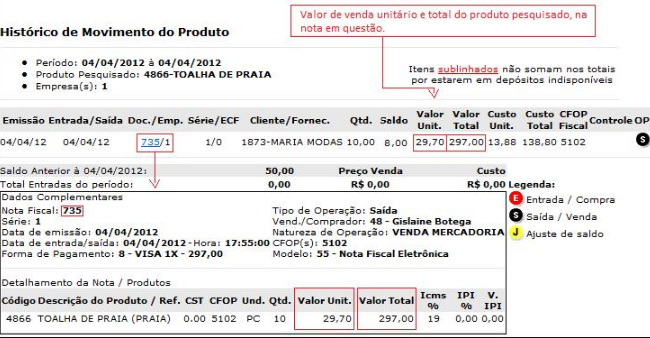 Valor de venda unitário e total do produto pesquisado, na
nota em questão.
Histórico de Movimento do Produto
Período: 04/04/2012 à 04/04/2012
Produto Pesquisado: 4866-TOALHA DE PRAIA
Empresa(s): 1
Itens sublinhados não somam nos totais
por estarem em depósitos indisponíveis
Emissão Entrada/Saída Doc./Emp. Série/ECF Cliente/Fornec. Qtd. Saldo Valor Unit. Valor Total Custo Unit. Custo Total CFOP Fiscal Controle OP
04/04/12 04/04/12 735/1 1/0 1873-MARIA MODAS 10,00 8,00 29,70 297,00 13,88 138,80 5102 S
Saldo Anterior à 04/04/2012: 50,00 Preço Venda Custo
Total Entradas do período: 0,00 R$ 0,00 R$ 0,00
Legenda:
E Entrada / Compra
S Saída / Venda
J Ajuste de saldo
Dados Complementares
Nota Fiscal: 735 Tipo de Operação: Saída
Série: 1 Vend./Comprador: 48 - Gislaine Botega
Data de emissão: 04/04/2012 Natureza de Operação: VENDA MERCADORIA
Data de entrada/saída: 04/04/2012 - Hora: 17:55:00 CFOP(s): 5102
Forma de Pagamento: 8 - VISA 1X - 297,00 Modelo: 55 - Nota Fiscal Eletrônica
Detalhamento da Nota / Produtos
Código Descrição do Produto / Ref. CST CFOP Und. Qtd. Valor Unit. Valor Total Icms % IPI % V. IPI
4866 TOALHA DE PRAIA (PRAIA) 0.00 5102 PC 10 29,70 297,00 19 0,00 0,00